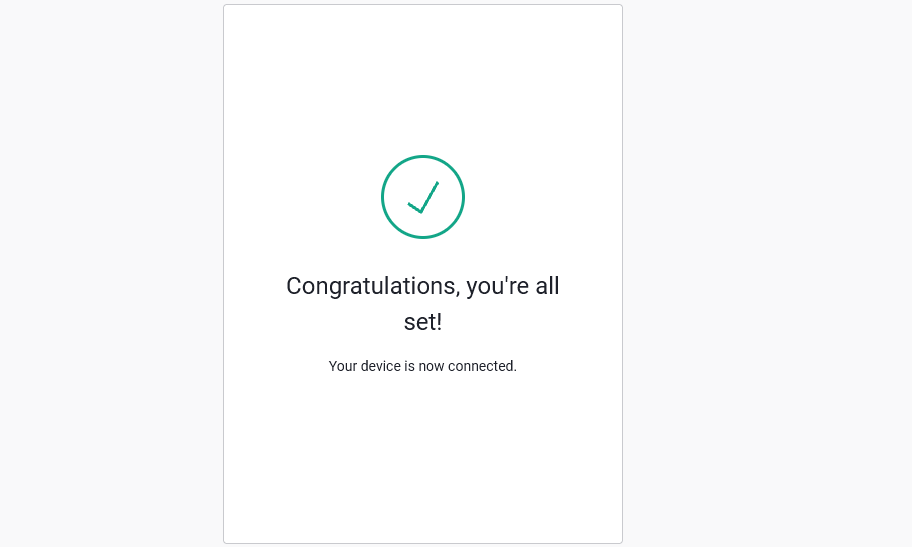 Congratulations, you're all
set!
Your device is now connected.